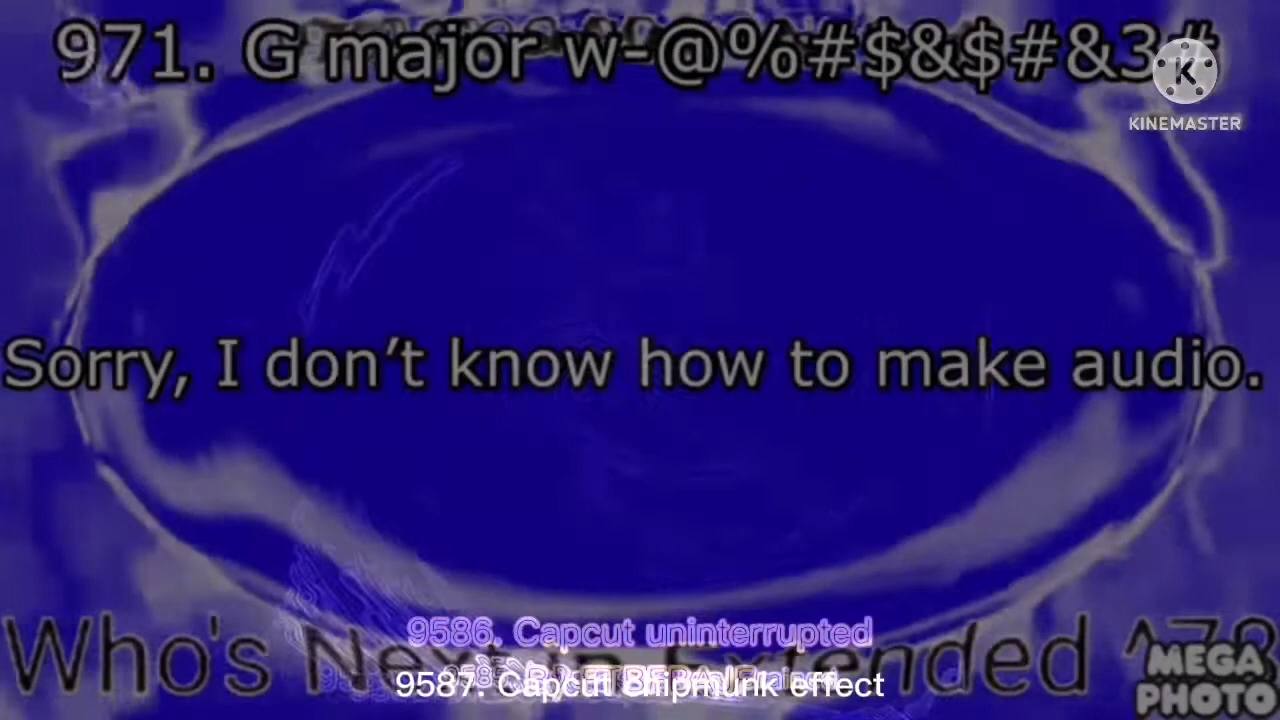 971. G major w-@%#$&$#&3#
KINEMASTER
Sorry, I don’t know how to make audio.
9586. Capcut uninterrupted
Who's Next Extended ^73
9587. Capcut chipmunk effect
MEGA
PHOTO